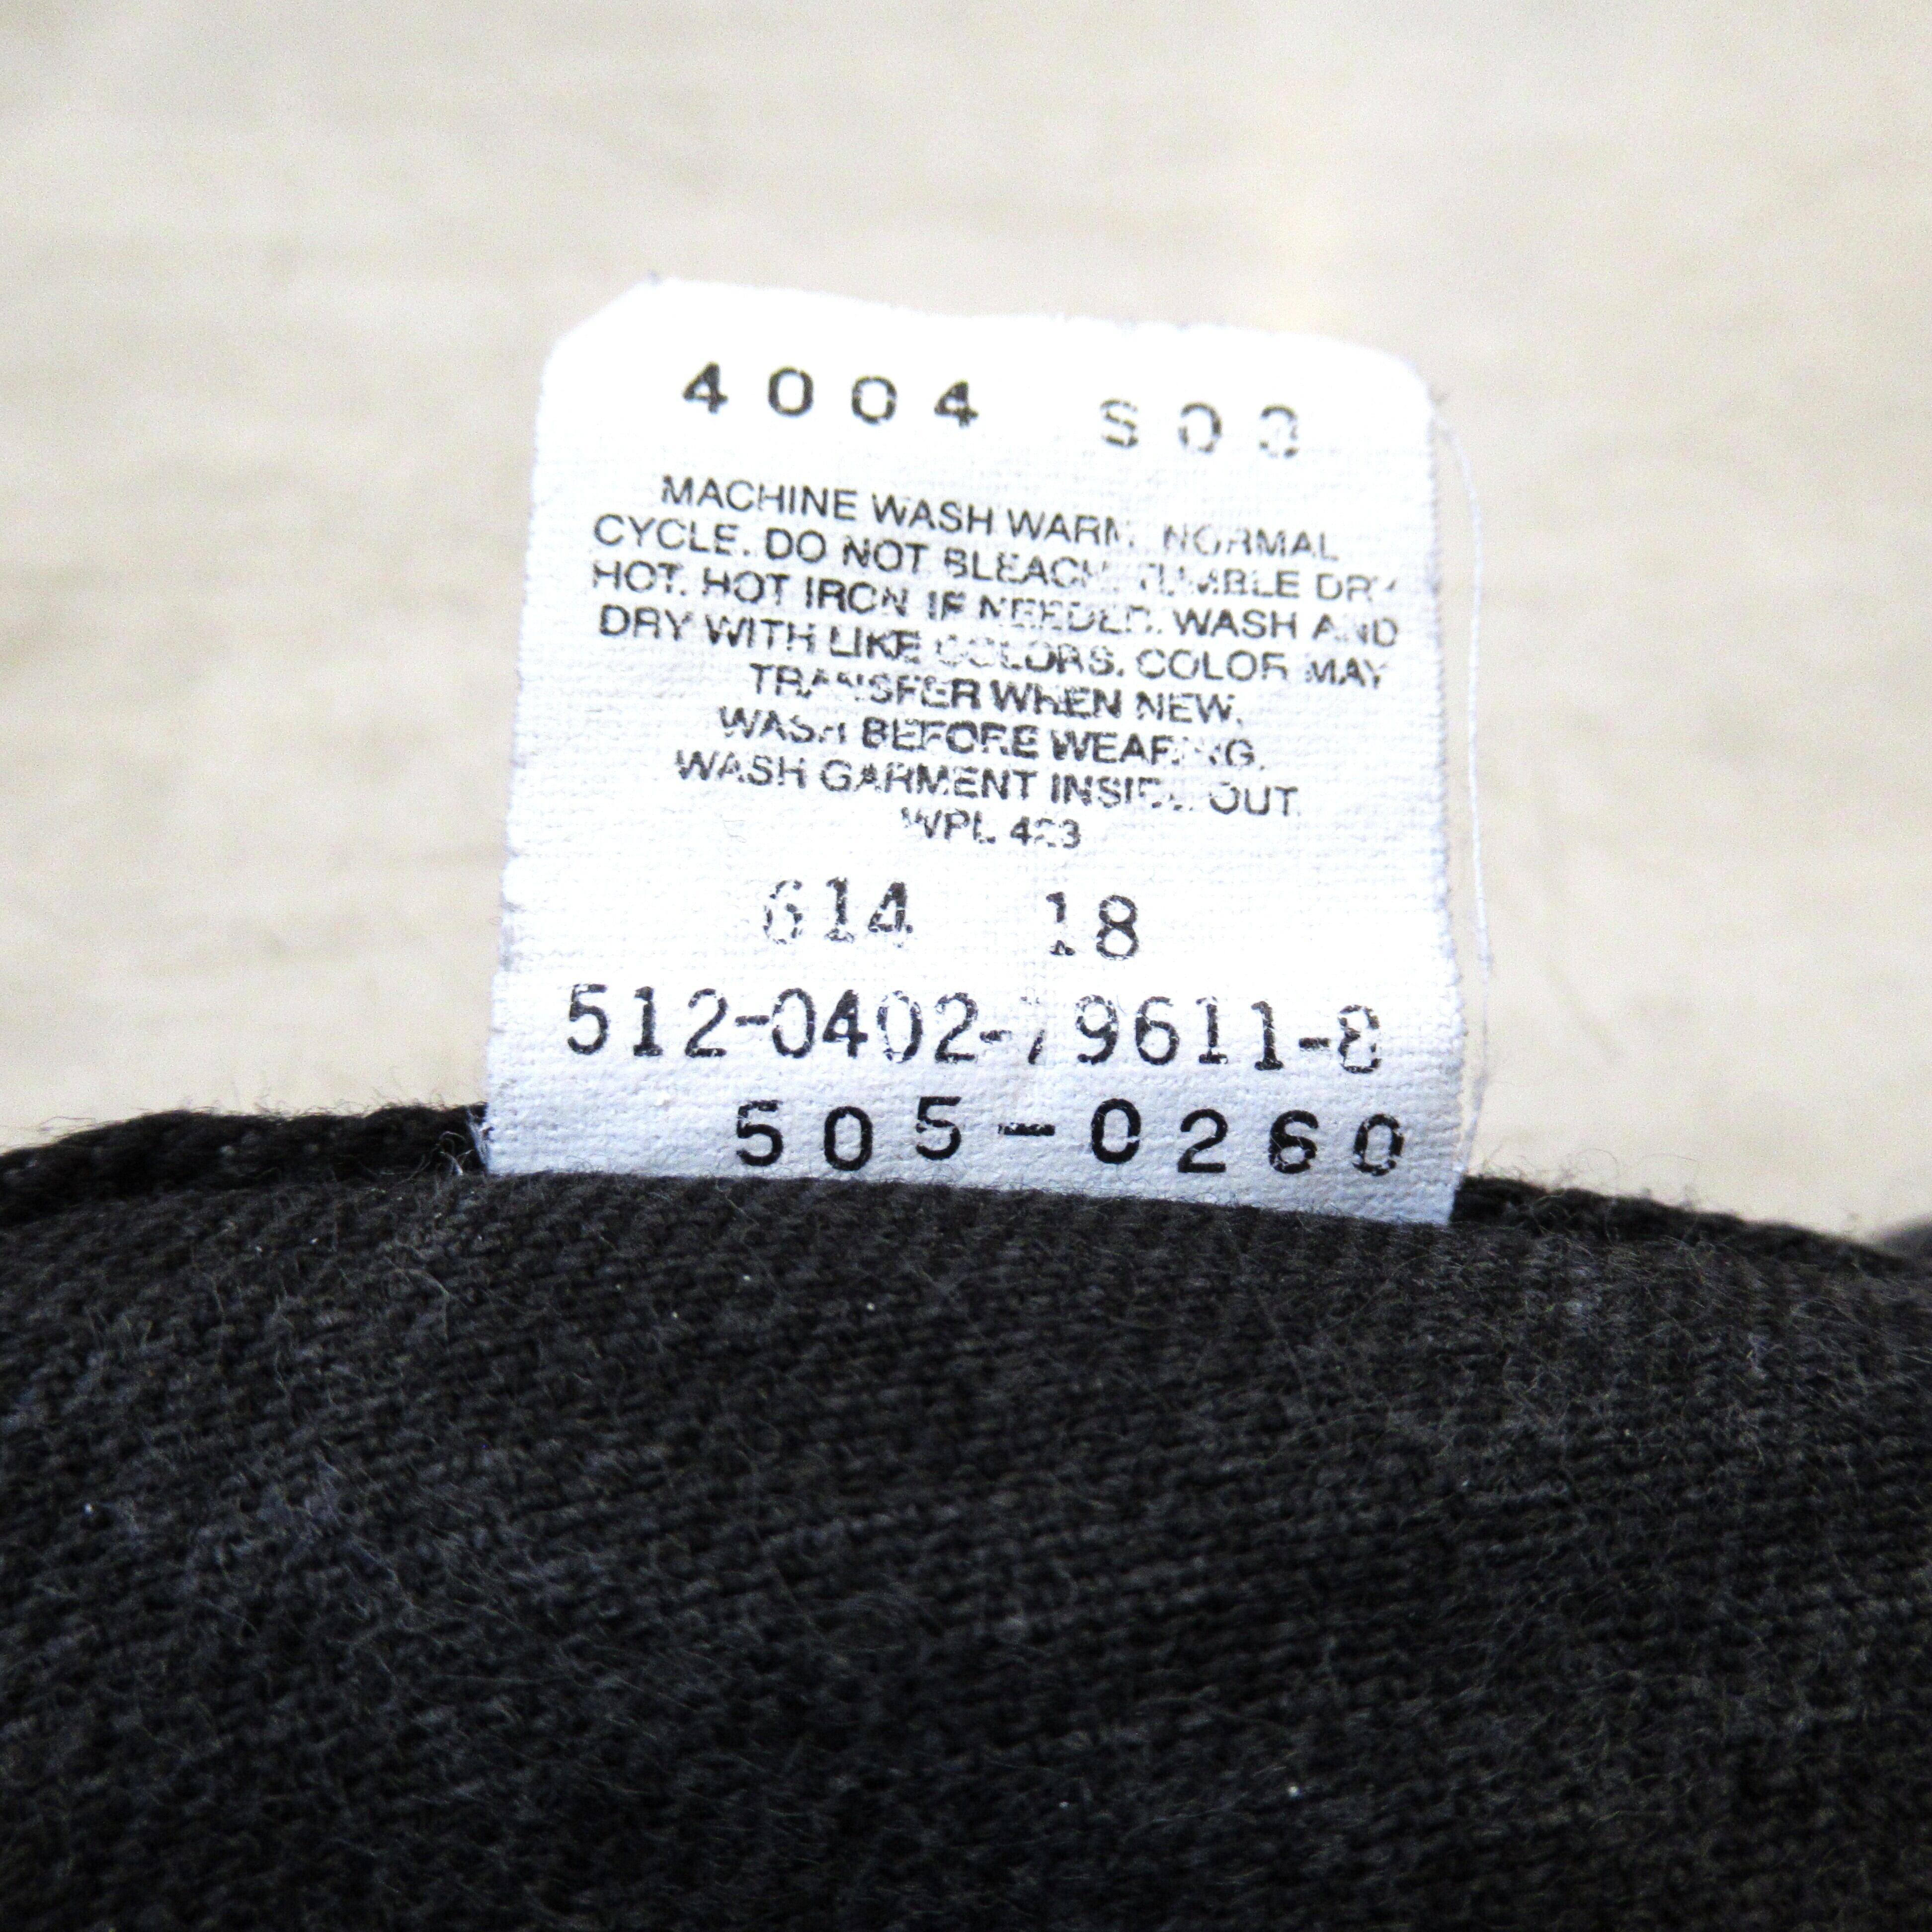 4004 S03
MACHINE WASH WARM. NORMAL
CYCLE. DO NOT BLEACH. TUMBLE DRY
HOT. HOT IRON IF NEEDED. WASH AND
DRY WITH LIKE COLORS. COLOR MAY
TRANSFER WHEN NEW.
WASH BEFORE WEARING.
WASH GARMENT INSIDE OUT.
WPL 423
614 18
512-0402-79611-8
505-0260